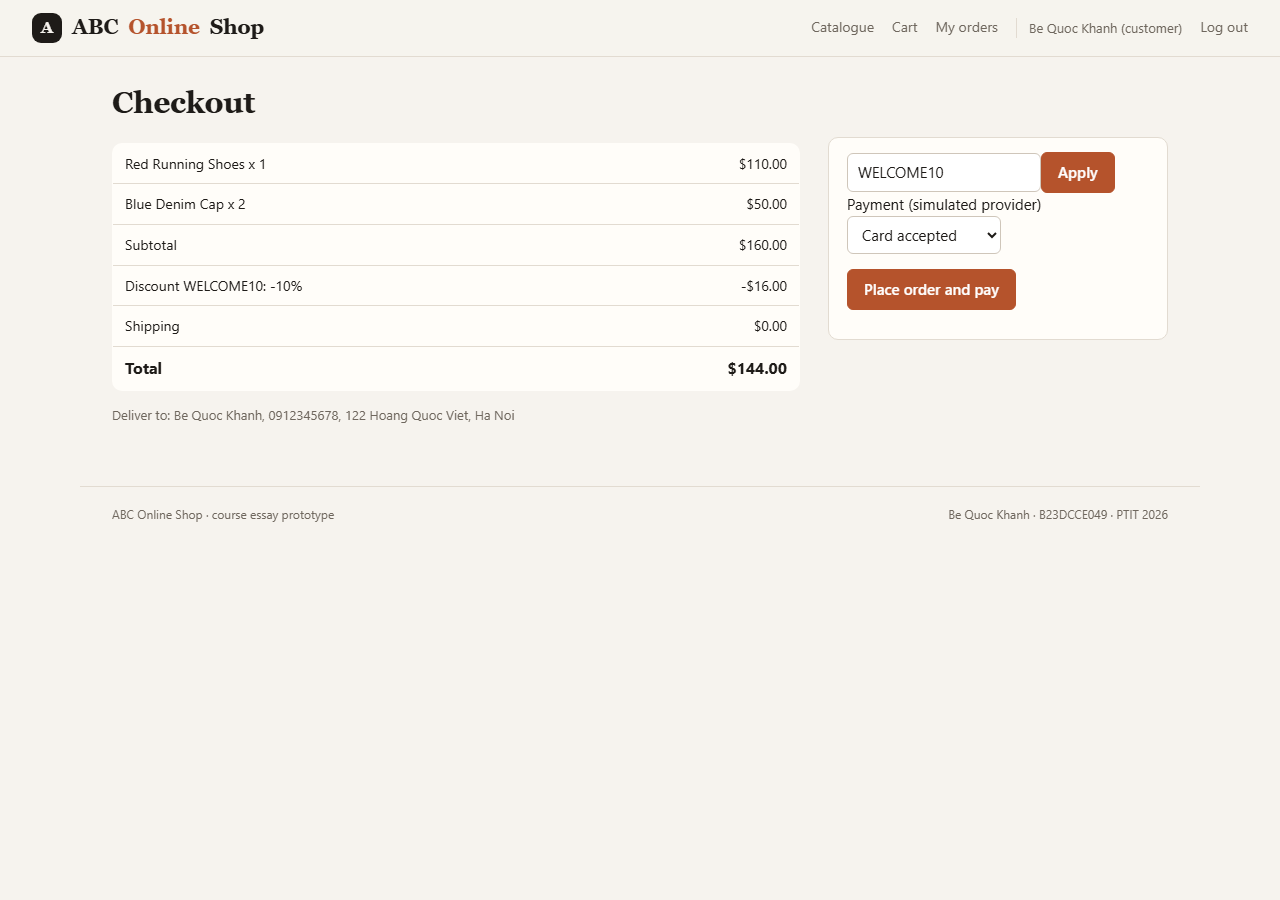 A ABC Online Shop Catalogue Cart My orders Be Quoc Khanh (customer) Log out
Checkout
Red Running Shoes x 1 $110.00
Blue Denim Cap x 2 $50.00
Subtotal $160.00
Discount WELCOME10: -10% -$16.00
Shipping $0.00
Total $144.00
Deliver to: Be Quoc Khanh, 0912345678, 122 Hoang Quoc Viet, Ha Noi
WELCOME10 Apply
Payment (simulated provider)
Card accepted
Place order and pay
ABC Online Shop · course essay prototype Be Quoc Khanh · B23DCCE049 · PTIT 2026